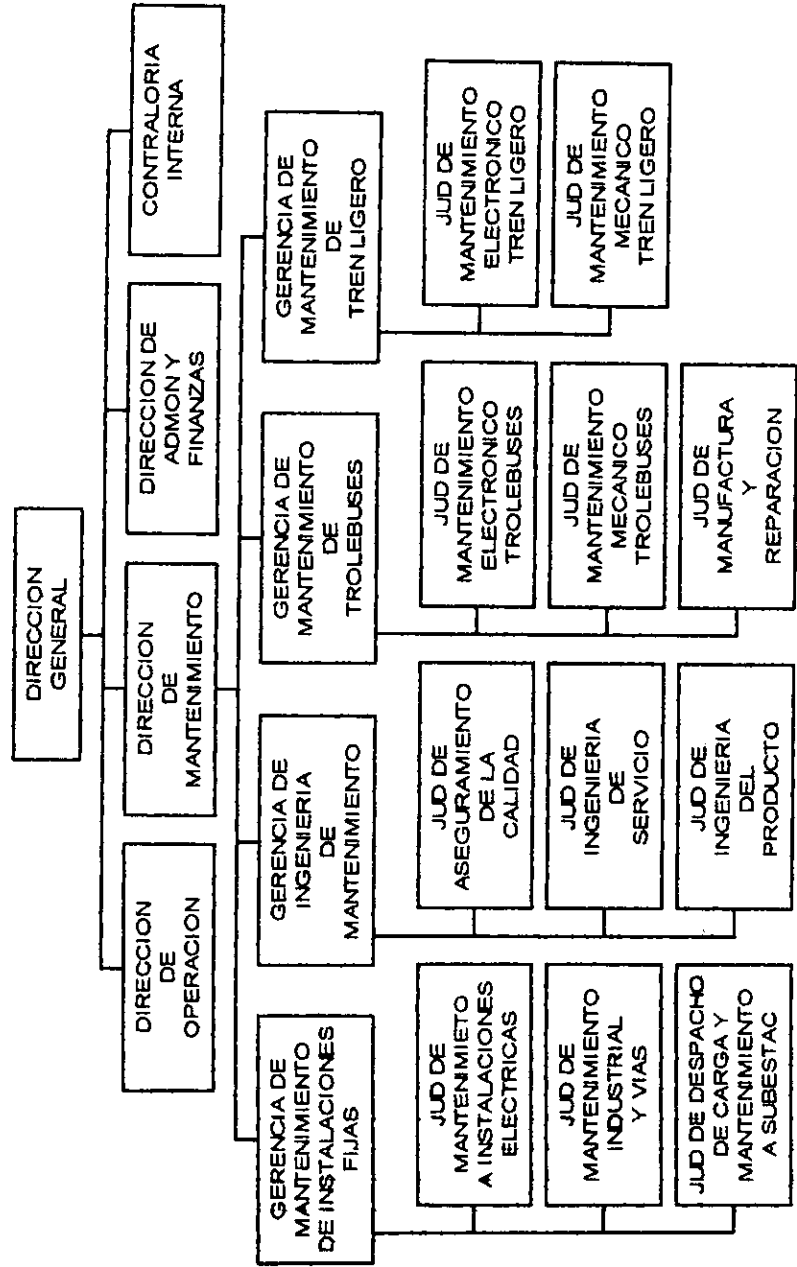 DIRECCION
GENERAL
DIRECCION
DE
OPERACION
DIRECCION
DE
MANTENIMIENTO
DIRECCION DE
ADMON Y
FINANZAS
CONTRALORIA
INTERNA
GERENCIA DE
MANTENIMIENTO
DE INSTALACIONES
FIJAS
GERENCIA DE
INGENIERIA
DE
MANTENIMIENTO
GERENCIA DE
MANTENIMIENTO
DE
TROLEBUSES
GERENCIA DE
MANTENIMIENTO
DE
TREN LIGERO
JUD DE
MANTENIMIETO
A INSTALACIONES
ELECTRICAS
JUD DE
MANTENIMIENTO
INDUSTRIAL
Y VIAS
JUD DE DESPACHO
DE CARGA Y
MANTENIMIENTO
A SUBESTAC
JUD DE
ASEGURAMIENTO
DE LA
CALIDAD
JUD DE
INGENIERIA
DE
SERVICIO
JUD DE
INGENIERIA
DEL
PRODUCTO
JUD DE
MANTENIMIENTO
ELECTRONICO
TROLEBUSES
JUD DE
MANTENIMIENTO
MECANICO
TROLEBUSES
JUD DE
MANUFACTURA
Y
REPARACION
JUD DE
MANTENIMIENTO
ELECTRONICO
TREN LIGERO
JUD DE
MANTENIMIENTO
MECANICO
TREN LIGERO